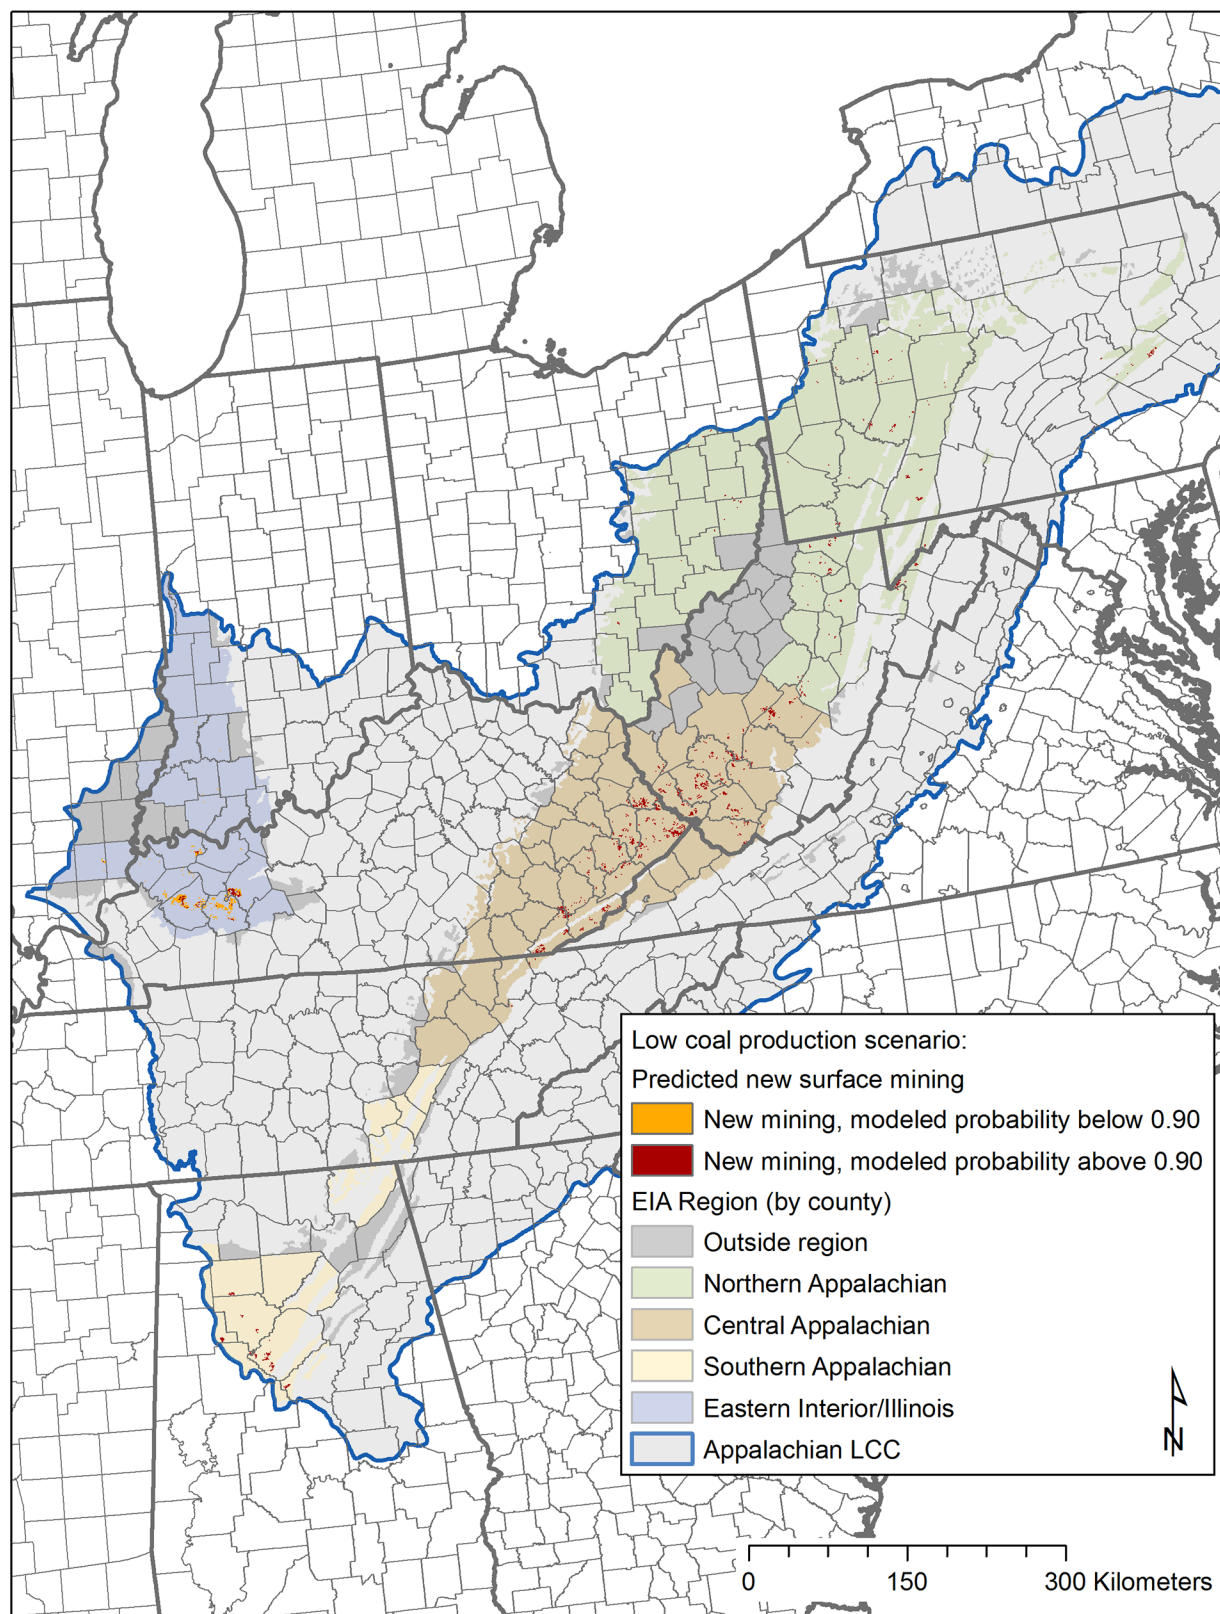 Low coal production scenario:
Predicted new surface mining
New mining, modeled probability below 0.90
New mining, modeled probability above 0.90
EIA Region (by county)
Outside region
Northern Appalachian
Central Appalachian
Southern Appalachian
Eastern Interior/Illinois
Appalachian LCC
N
0 150 300 Kilometers